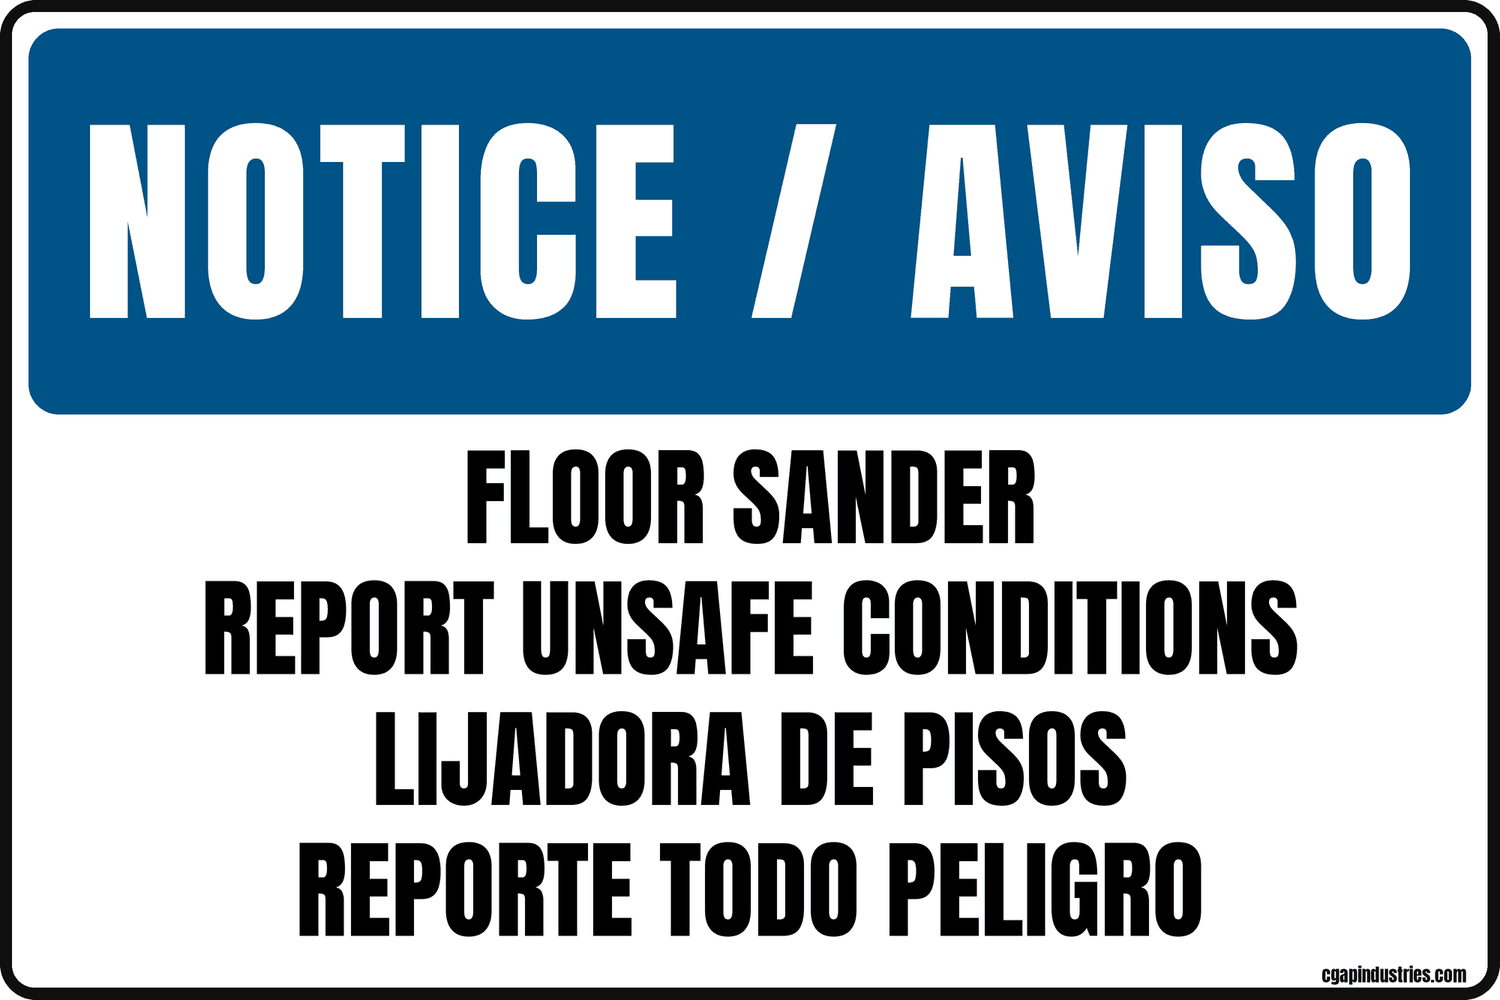 NOTICE / AVISO
FLOOR SANDER
REPORT UNSAFE CONDITIONS
LIJADORA DE PISOS
REPORTE TODO PELIGRO
cgapindustries.com